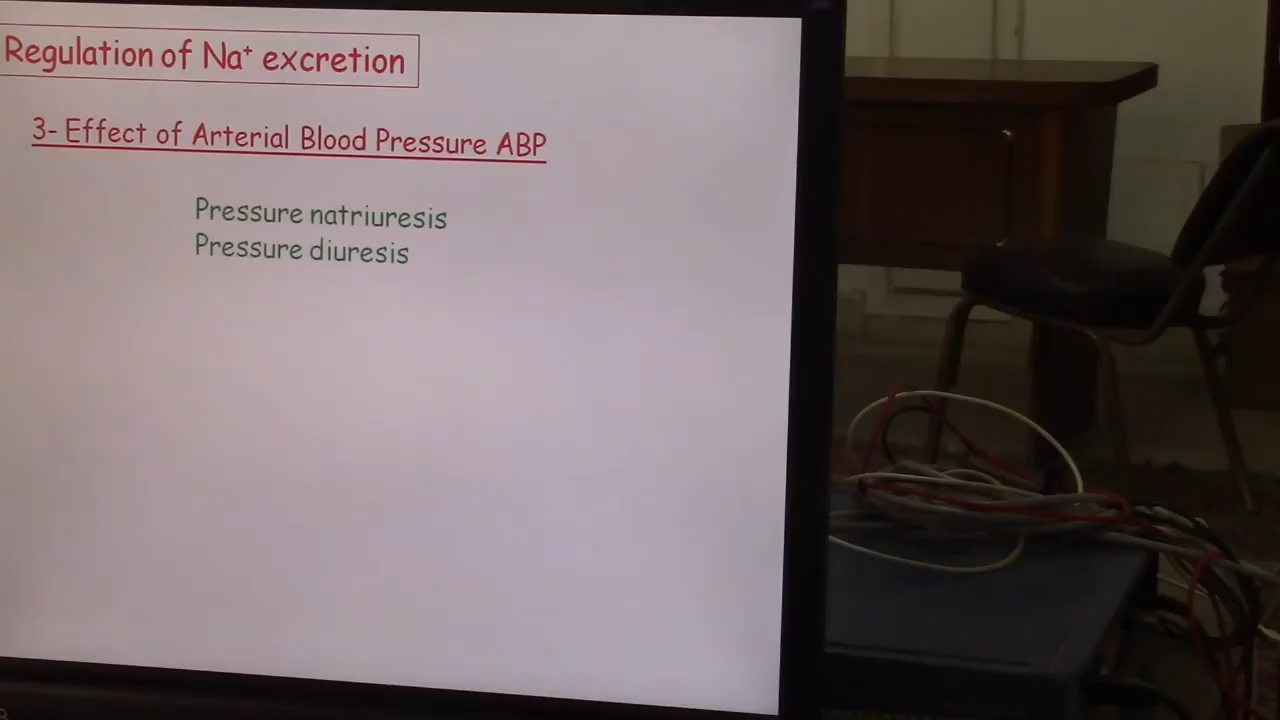 Regulation of Na⁺ excretion
3- Effect of Arterial Blood Pressure ABP
Pressure natriuresis
Pressure diuresis